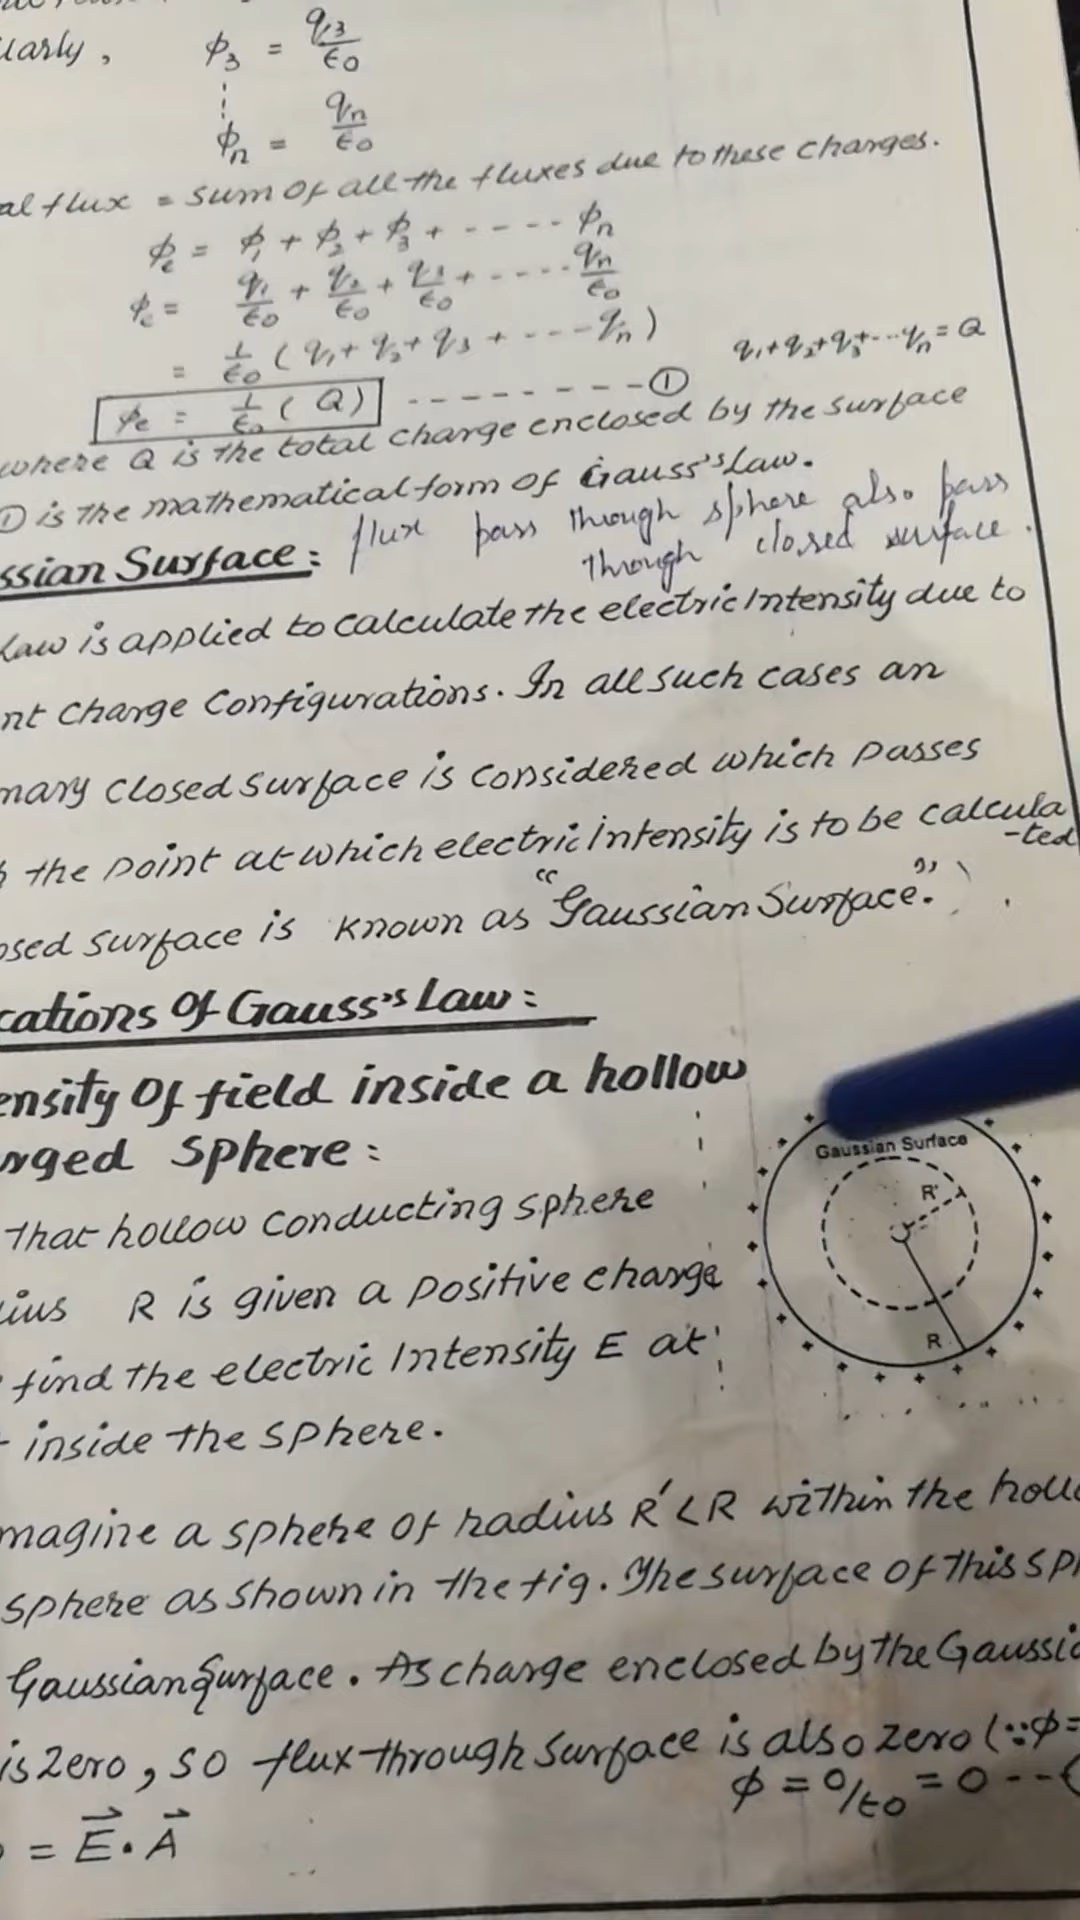 larly, ϕ₃ = q₃/ϵ₀
ϕₙ = qₙ/ϵ₀
al flux = Sum of all the fluxes due to these charges.
ϕₑ = ϕ₁ + ϕ₂ + ϕ₃ + ----- ϕₙ
ϕₑ = q₁/ϵ₀ + q₂/ϵ₀ + q₃/ϵ₀ + ----- qₙ/ϵ₀
= 1/ϵ₀ (q₁ + q₂ + q₃ + ---- qₙ) q₁+q₂+q₃+---qₙ = Q
ϕₑ = 1/ϵ₀ (Q) -------①
where Q is the total charge enclosed by the surface
① is the mathematical form of Gauss's Law.
ssian Surface: flux pass though sphere also pass
through closed surface.
Law is applied to calculate the electric Intensity due to
nt charge configurations. In all such cases an
nary closed surface is considered which passes
the point at which electric intensity is to be calcula
-ted
osed surface is known as "Gaussian Surface."
cations Of Gauss's Law:
ensity Of field inside a hollow
rged Sphere:
Gaussian Surface
R'
R
that hollow conducting sphere
ius R is given a positive charge
find the electric Intensity E at
inside the sphere.
magine a sphere of radius R' < R within the hollo
sphere as shown in the fig. The surface of this sph
Gaussian Surface. As charge enclosed by the Gaussia
is zero, so flux through surface is also zero (∵ϕ=
ϕ = 0/ϵ₀ = 0 --
= E⃗ . A⃗